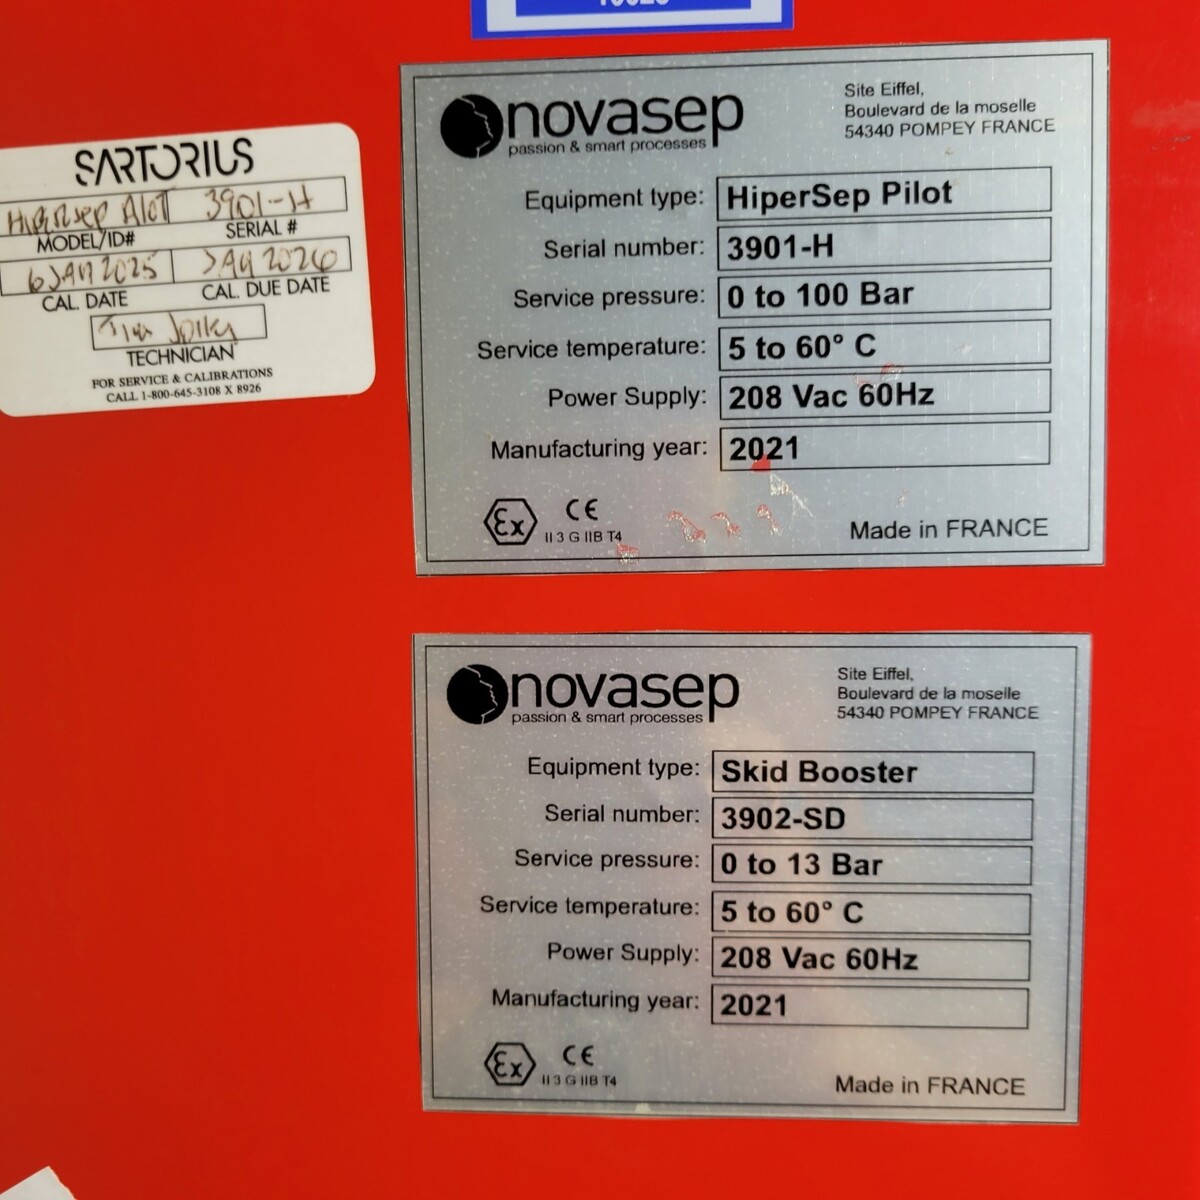 SARTORIUS
3901-H
MODEL/ID# SERIAL #
6 JAN 2025 JAN 2026
CAL. DATE CAL. DUE DATE
TECHNICIAN
FOR SERVICE & CALIBRATIONS
CALL 1-800-645-3108 X 8926
novasep
passion & smart processes
Site Eiffel,
Boulevard de la moselle
54340 POMPEY FRANCE
Equipment type: HiperSep Pilot
Serial number: 3901-H
Service pressure: 0 to 100 Bar
Service temperature: 5 to 60° C
Power Supply: 208 Vac 60Hz
Manufacturing year: 2021
Ex CE
II 3 G IIB T4
Made in FRANCE
novasep
passion & smart processes
Site Eiffel,
Boulevard de la moselle
54340 POMPEY FRANCE
Equipment type: Skid Booster
Serial number: 3902-SD
Service pressure: 0 to 13 Bar
Service temperature: 5 to 60° C
Power Supply: 208 Vac 60Hz
Manufacturing year: 2021
Ex CE
II 3 G IIB T4
Made in FRANCE